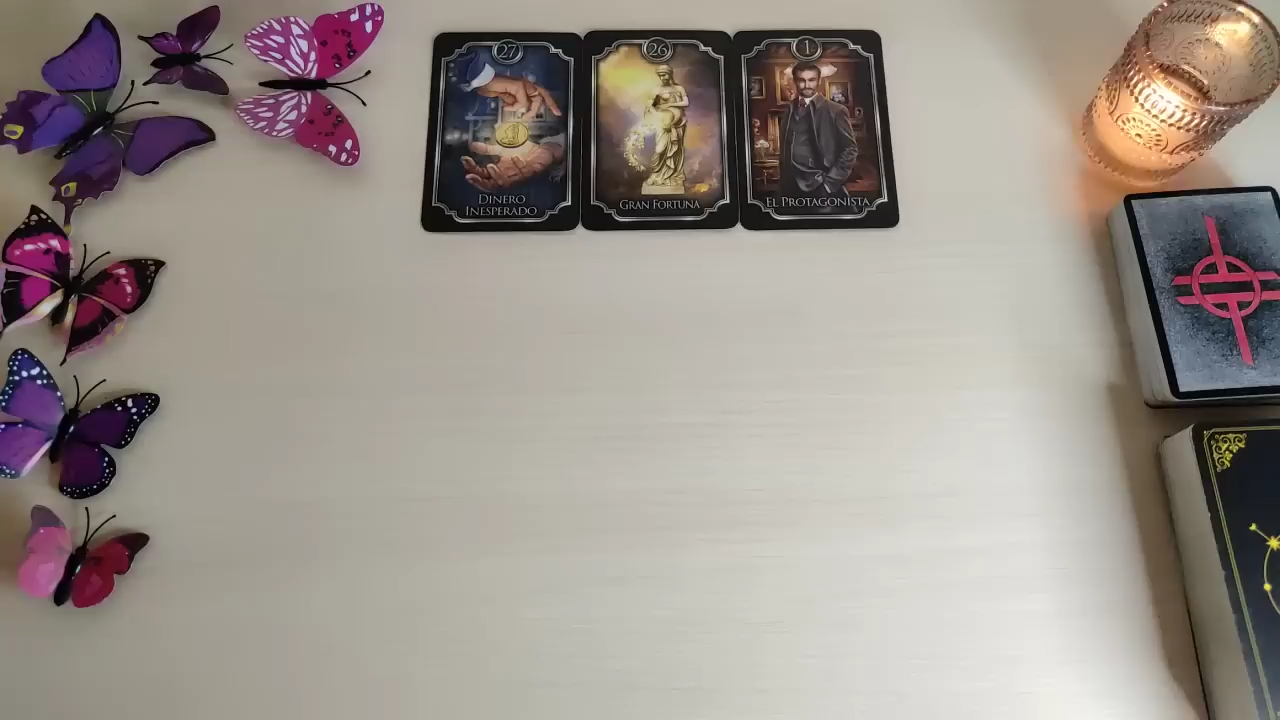 27
DINERO
INESPERADO
26
GRAN FORTUNA
1
EL PROTAGONISTA